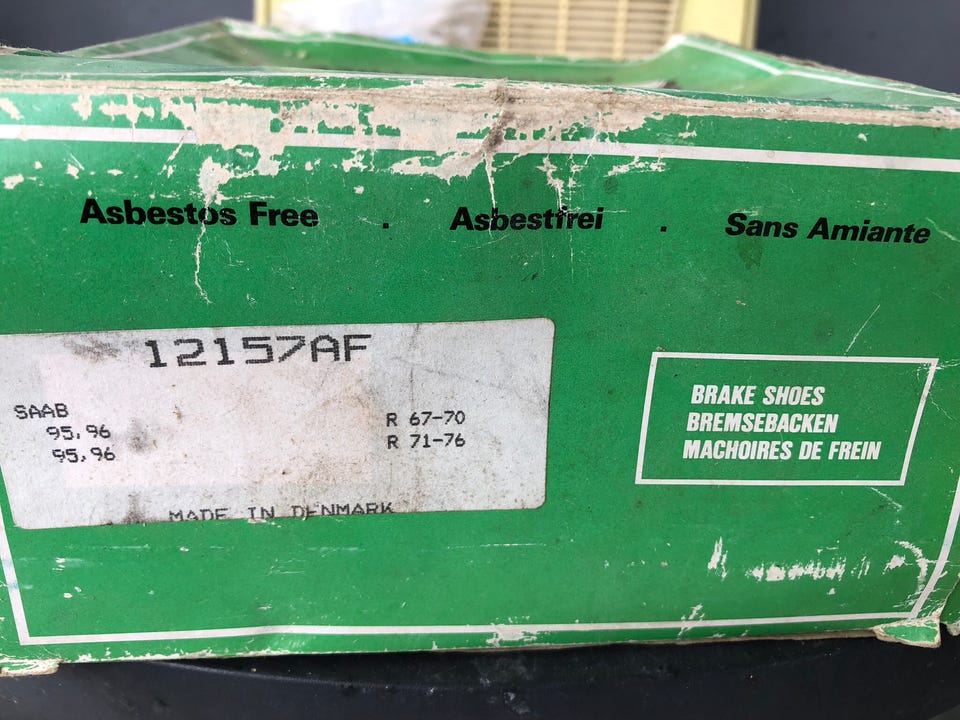 Asbestos Free . Asbestfrei . Sans Amiante
12157AF
SAAB
95,96 R 67-70
95,96 R 71-76
MADE IN DENMARK
BRAKE SHOES
BREMSEBACKEN
MACHOIRES DE FREIN